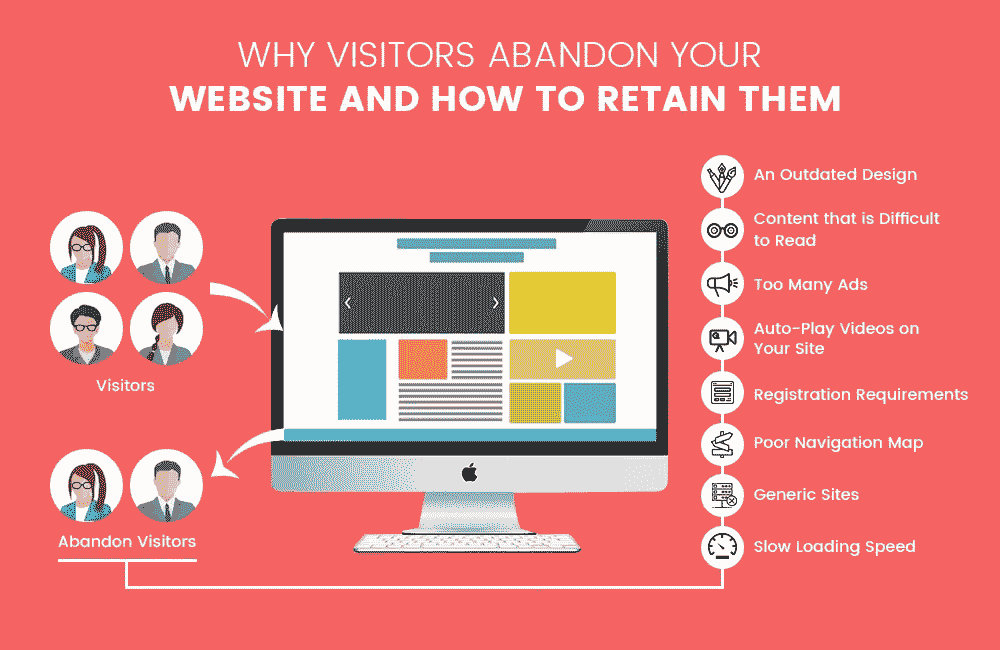 WHY VISITORS ABANDON YOUR
WEBSITE AND HOW TO RETAIN THEM
An Outdated Design
Content that is Difficult
to Read
Too Many Ads
Auto-Play Videos on
Your Site
Registration Requirements
Poor Navigation Map
Generic Sites
Slow Loading Speed
Visitors
Abandon Visitors